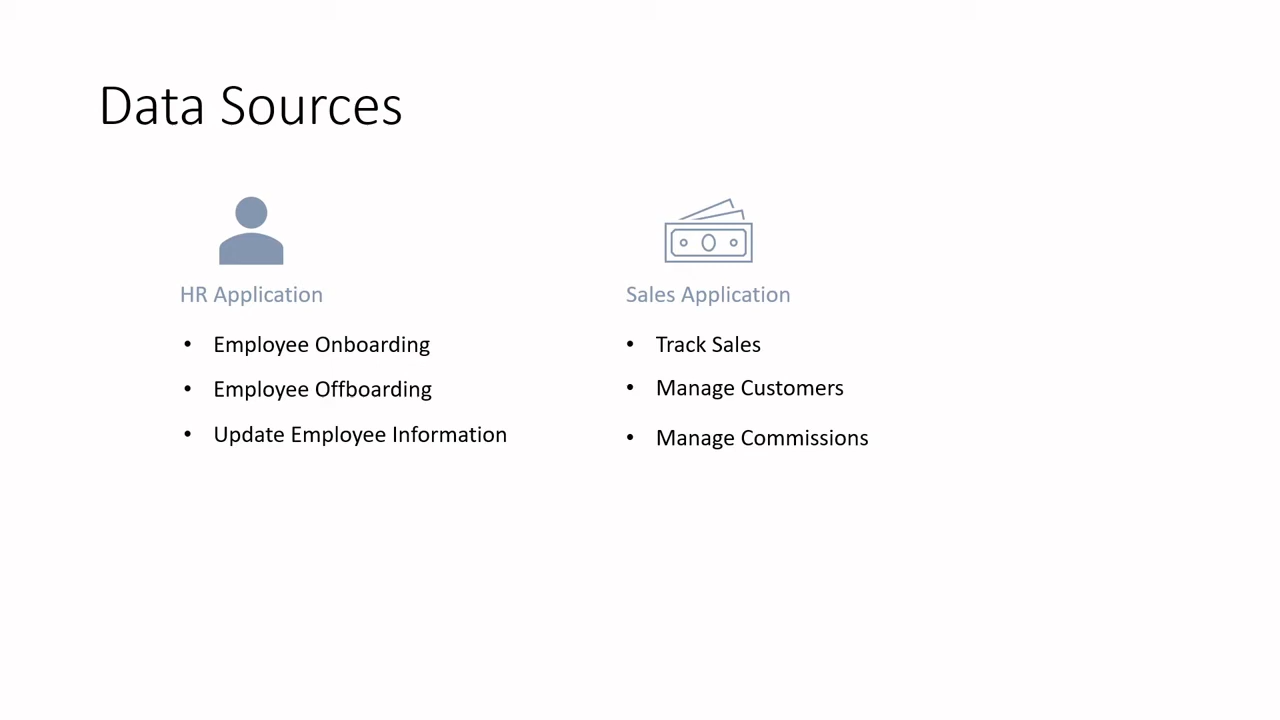 Data Sources
HR Application
• Employee Onboarding
• Employee Offboarding
• Update Employee Information
Sales Application
• Track Sales
• Manage Customers
• Manage Commissions